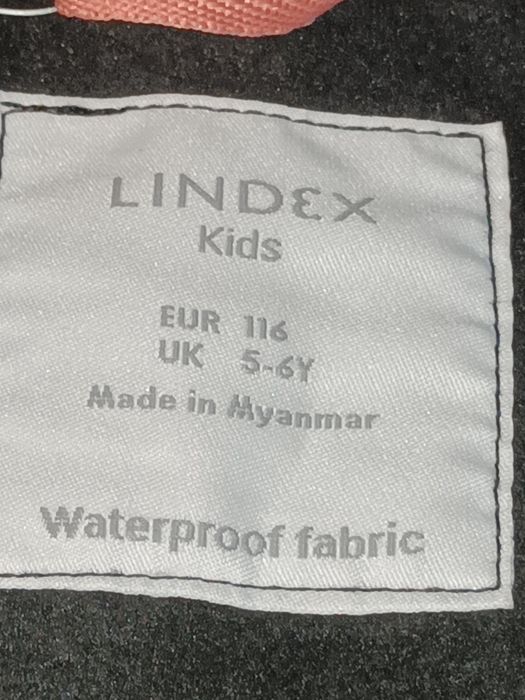 LINDEX
Kids
EUR 116
UK 5-6Y
Made in Myanmar
Waterproof fabric